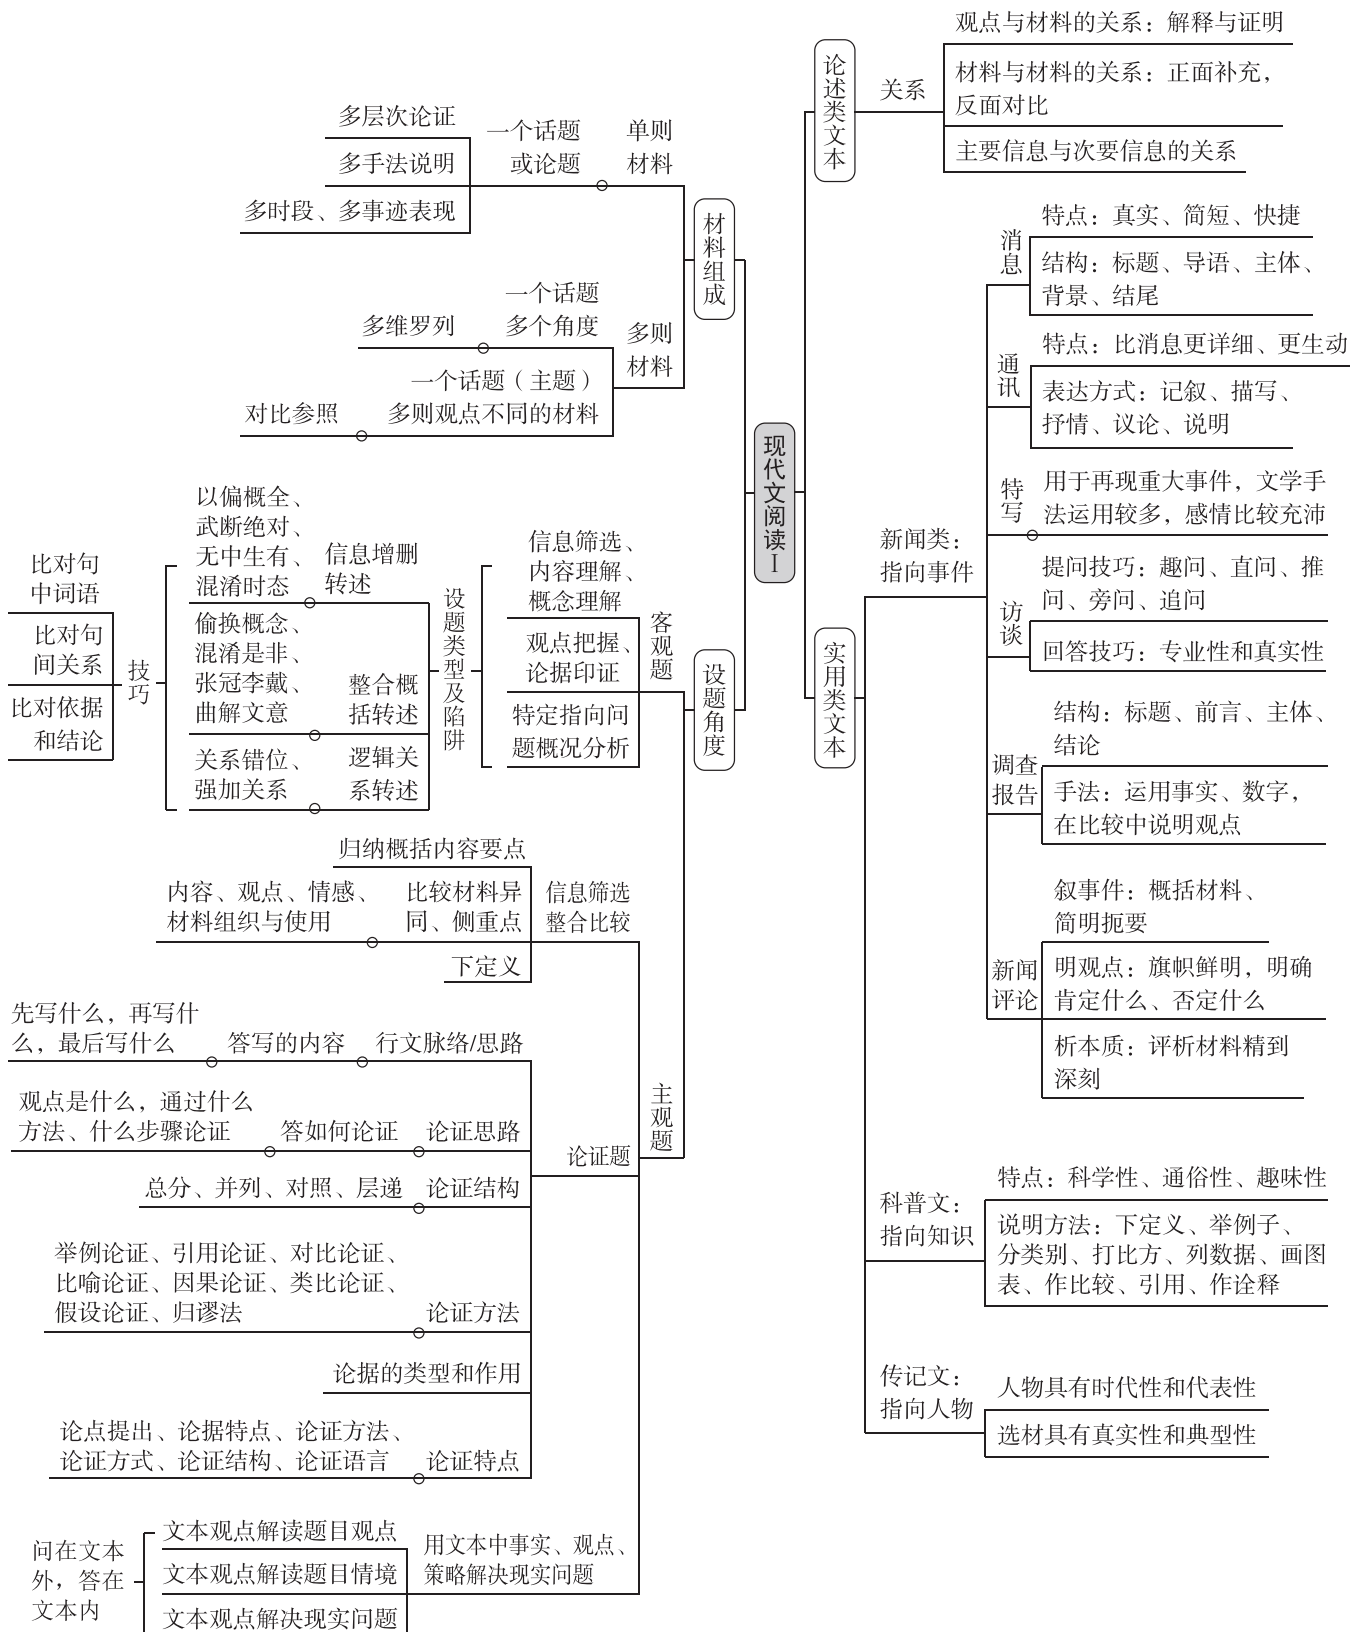 现代文阅读Ⅰ
论述类文本
关系
观点与材料的关系：解释与证明
材料与材料的关系：正面补充，
反面对比
主要信息与次要信息的关系
实用类文本
新闻类：
指向事件
消息
特点：真实、简短、快捷
结构：标题、导语、主体、
背景、结尾
通讯
特点：比消息更详细、更生动
表达方式：记叙、描写、
抒情、议论、说明
特写
用于再现重大事件，文学手
法运用较多，感情比较充沛
访谈
提问技巧：趣问、直问、推
问、旁问、追问
回答技巧：专业性和真实性
调查
报告
结构：标题、前言、主体、
结论
手法：运用事实、数字，
在比较中说明观点
新闻
评论
叙事件：概括材料、
简明扼要
明观点：旗帜鲜明，明确
肯定什么、否定什么
析本质：评析材料精到
深刻
科普文：
指向知识
特点：科学性、通俗性、趣味性
说明方法：下定义、举例子、
分类别、打比方、列数据、画图
表、作比较、引用、作诠释
传记文：
指向人物
人物具有时代性和代表性
选材具有真实性和典型性
材料组成
单则
材料
一个话题
或论题
多层次论证
多手法说明
多时段、多事迹表现
多则
材料
一个话题
多个角度
多维罗列
一个话题（主题）
多则观点不同的材料
对比参照
设题角度
客观题
信息筛选、
内容理解、
概念理解
观点把握、
论据印证
特定指向问
题概况分析
设题类型及陷阱
信息增删
转述
以偏概全、
武断绝对、
无中生有、
混淆时态
整合概
括转述
偷换概念、
混淆是非、
张冠李戴、
曲解文意
逻辑关
系转述
关系错位、
强加关系
技巧
比对句
中词语
比对句
间关系
比对依据
和结论
主观题
信息筛选
整合比较
归纳概括内容要点
比较材料异
同、侧重点
内容、观点、情感、
材料组织与使用
下定义
论证题
行文脉络/思路
答写的内容
先写什么，再写什
么，最后写什么
论证思路
答如何论证
观点是什么，通过什么
方法、什么步骤论证
论证结构
总分、并列、对照、层递
论证方法
举例论证、引用论证、对比论证、
比喻论证、因果论证、类比论证、
假设论证、归谬法
论据的类型和作用
论证特点
论点提出、论据特点、论证方法、
论证方式、论证结构、论证语言
用文本中事实、观点、
策略解决现实问题
文本观点解读题目观点
文本观点解读题目情境
文本观点解决现实问题
问在文本
外，答在
文本内